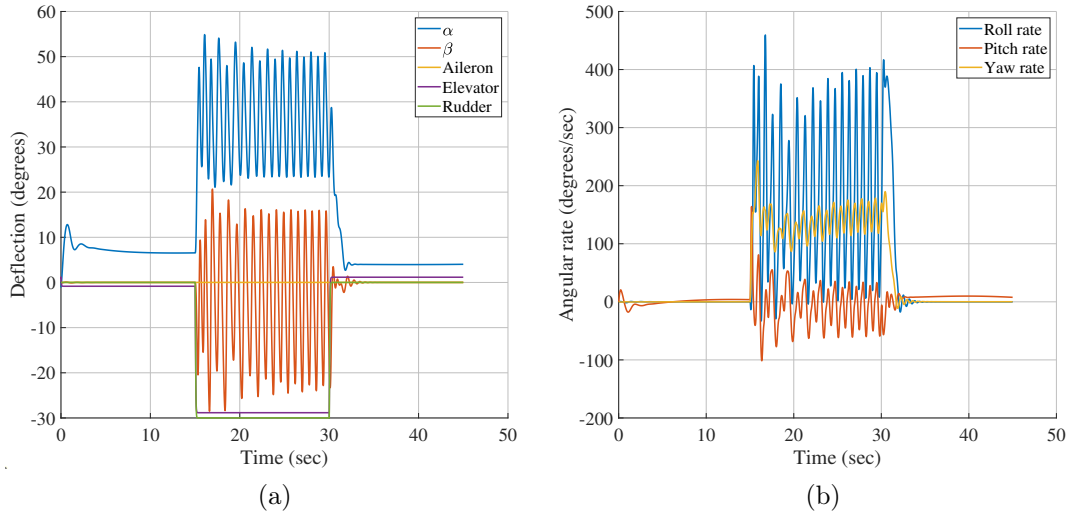 60
50
40
30
20
10
0
-10
-20
-30
0
10
20
30
40
50
Deflection (degrees)
Time (sec)
α
β
Aileron
Elevator
Rudder
(a)
500
400
300
200
100
0
-100
-200
0
10
20
30
40
50
Angular rate (degrees/sec)
Time (sec)
Roll rate
Pitch rate
Yaw rate
(b)